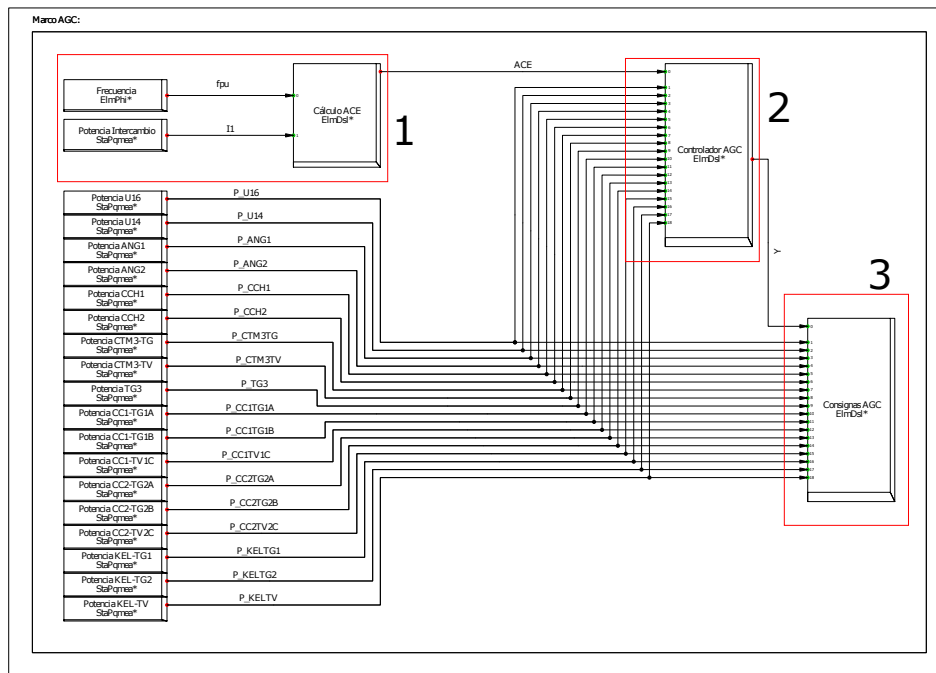 Marco AGC:
Frecuencia
ElmPhi*
fpu
Potencia Intercambio
StaPqmea*
I1
Cálculo ACE
ElmDsl*
1
ACE
Controlador AGC
ElmDsl*
2
Y
3
Consignas AGC
ElmDsl*
Potencia U16
StaPqmea*
P_U16
Potencia U14
StaPqmea*
P_U14
Potencia ANG1
StaPqmea*
P_ANG1
Potencia ANG2
StaPqmea*
P_ANG2
Potencia CCH1
StaPqmea*
P_CCH1
Potencia CCH2
StaPqmea*
P_CCH2
Potencia CTM3-TG
StaPqmea*
P_CTM3TG
Potencia CTM3-TV
StaPqmea*
P_CTM3TV
Potencia TG3
StaPqmea*
P_TG3
Potencia CC1-TG1A
StaPqmea*
P_CC1TG1A
Potencia CC1-TG1B
StaPqmea*
P_CC1TG1B
Potencia CC1-TV1C
StaPqmea*
P_CC1TV1C
Potencia CC2-TG2A
StaPqmea*
P_CC2TG2A
Potencia CC2-TG2B
StaPqmea*
P_CC2TG2B
Potencia CC2-TV2C
StaPqmea*
P_CC2TV2C
Potencia KEL-TG1
StaPqmea*
P_KELTG1
Potencia KEL-TG2
StaPqmea*
P_KELTG2
Potencia KEL-TV
StaPqmea*
P_KELTV